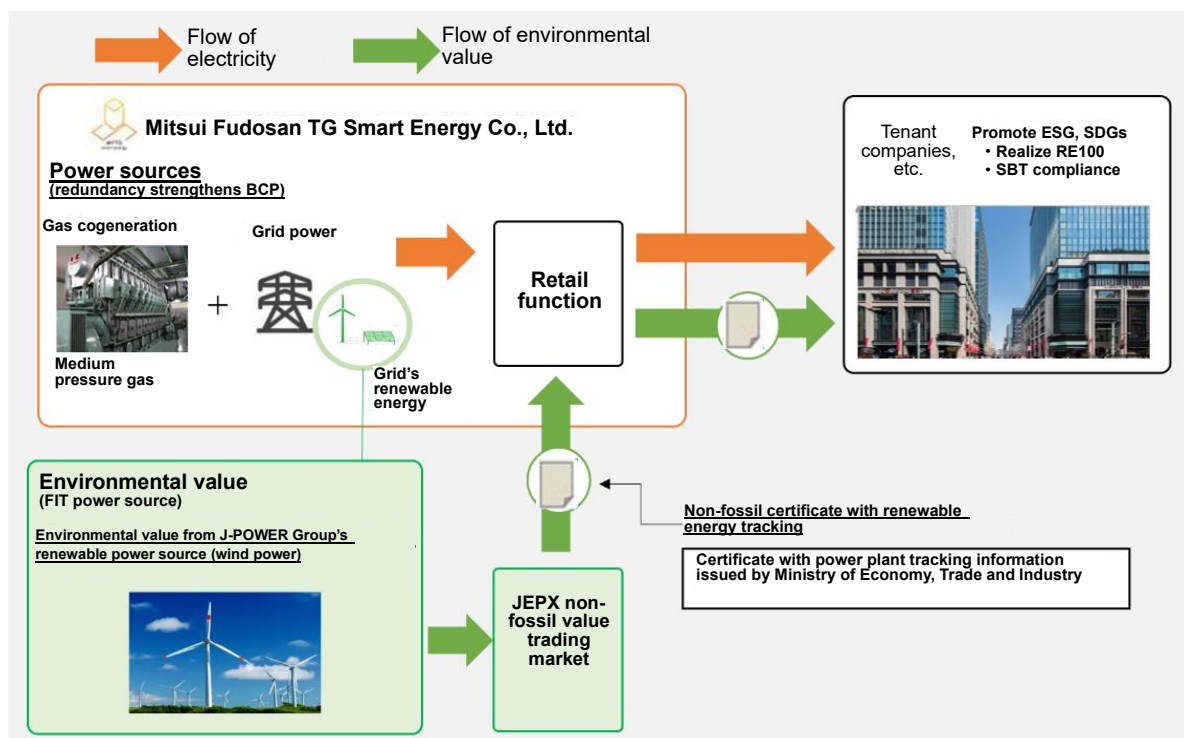 Flow of
electricity
Flow of environmental
value
Mitsui Fudosan TG Smart Energy Co., Ltd.
Power sources
(redundancy strengthens BCP)
Gas cogeneration
Grid power
+
Medium
pressure gas
Grid's
renewable
energy
Retail
function
Tenant
companies,
etc.
Promote ESG, SDGs
• Realize RE100
• SBT compliance
Environmental value
(FIT power source)
Environmental value from J-POWER Group's
renewable power source (wind power)
JEPX non-
fossil value
trading
market
Non-fossil certificate with renewable
energy tracking
Certificate with power plant tracking information
issued by Ministry of Economy, Trade and Industry